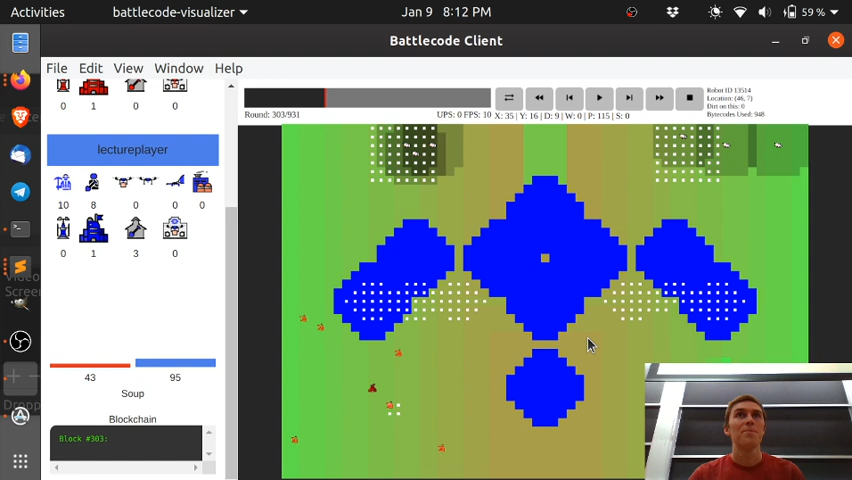 Activities
battlecode-visualizer
Jan 9 8:12 PM
59 %
Battlecode Client
File Edit View Window Help
0 1 0 0
lectureplayer
10 8 0 0 0
0 1 3 0
43 95
Soup
Blockchain
Block #303:
Round: 303/931
UPS: 0 FPS: 10 X: 35 | Y: 16 | D: 9 | W: 0 | P: 115 | S: 0
Robot ID 13514
Location: (46, 7)
Dirt on this: 0
Bytecodes Used: 948